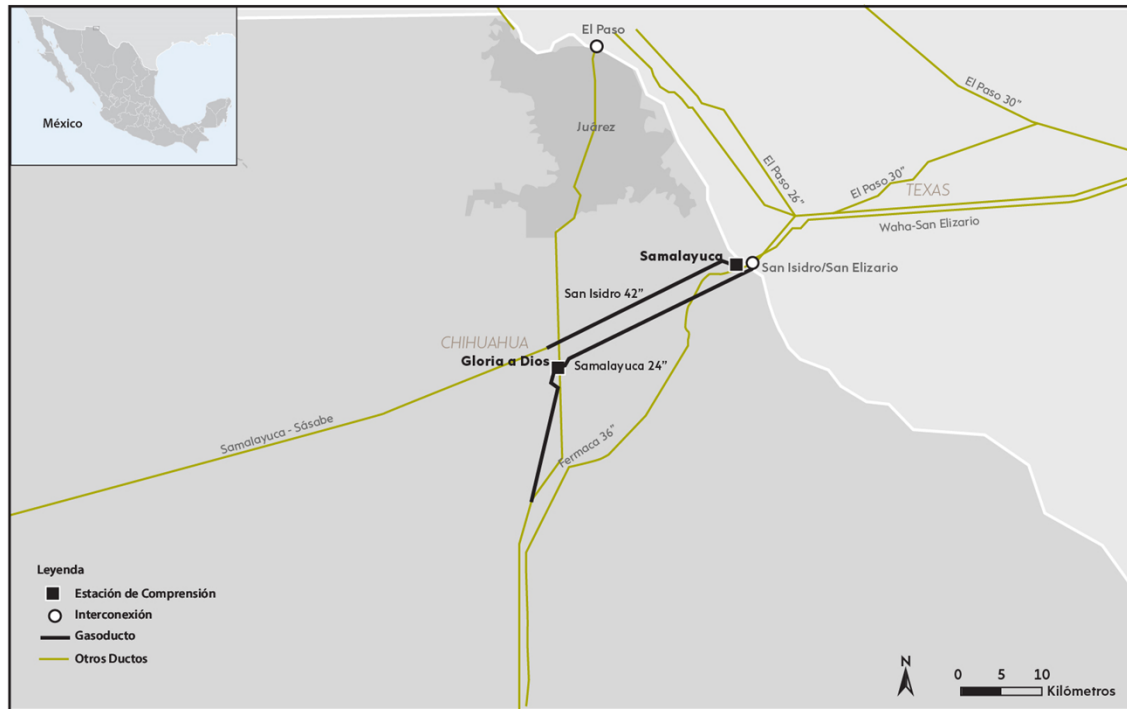 México
El Paso
Juárez
El Paso 30”
El Paso 26”
El Paso 30”
TEXAS
Waha-San Elizario
Samalayuca
San Isidro/San Elizario
San Isidro 42”
CHIHUAHUA
Gloria a Dios
Samalayuca 24”
Samalayuca - Sásabe
Fermaca 36”
Leyenda
Estación de Comprensión
Interconexión
Gasoducto
Otros Ductos
N
0 5 10
Kilómetros